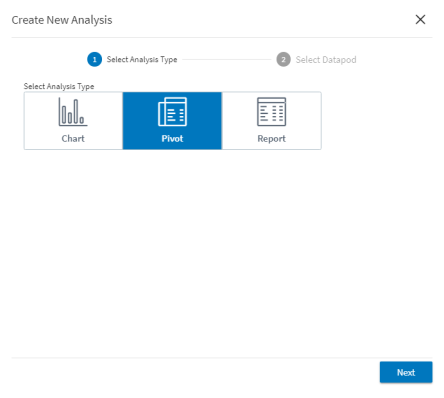 Create New Analysis
1 Select Analysis Type 2 Select Datapod
Select Analysis Type
Chart Pivot Report
Next